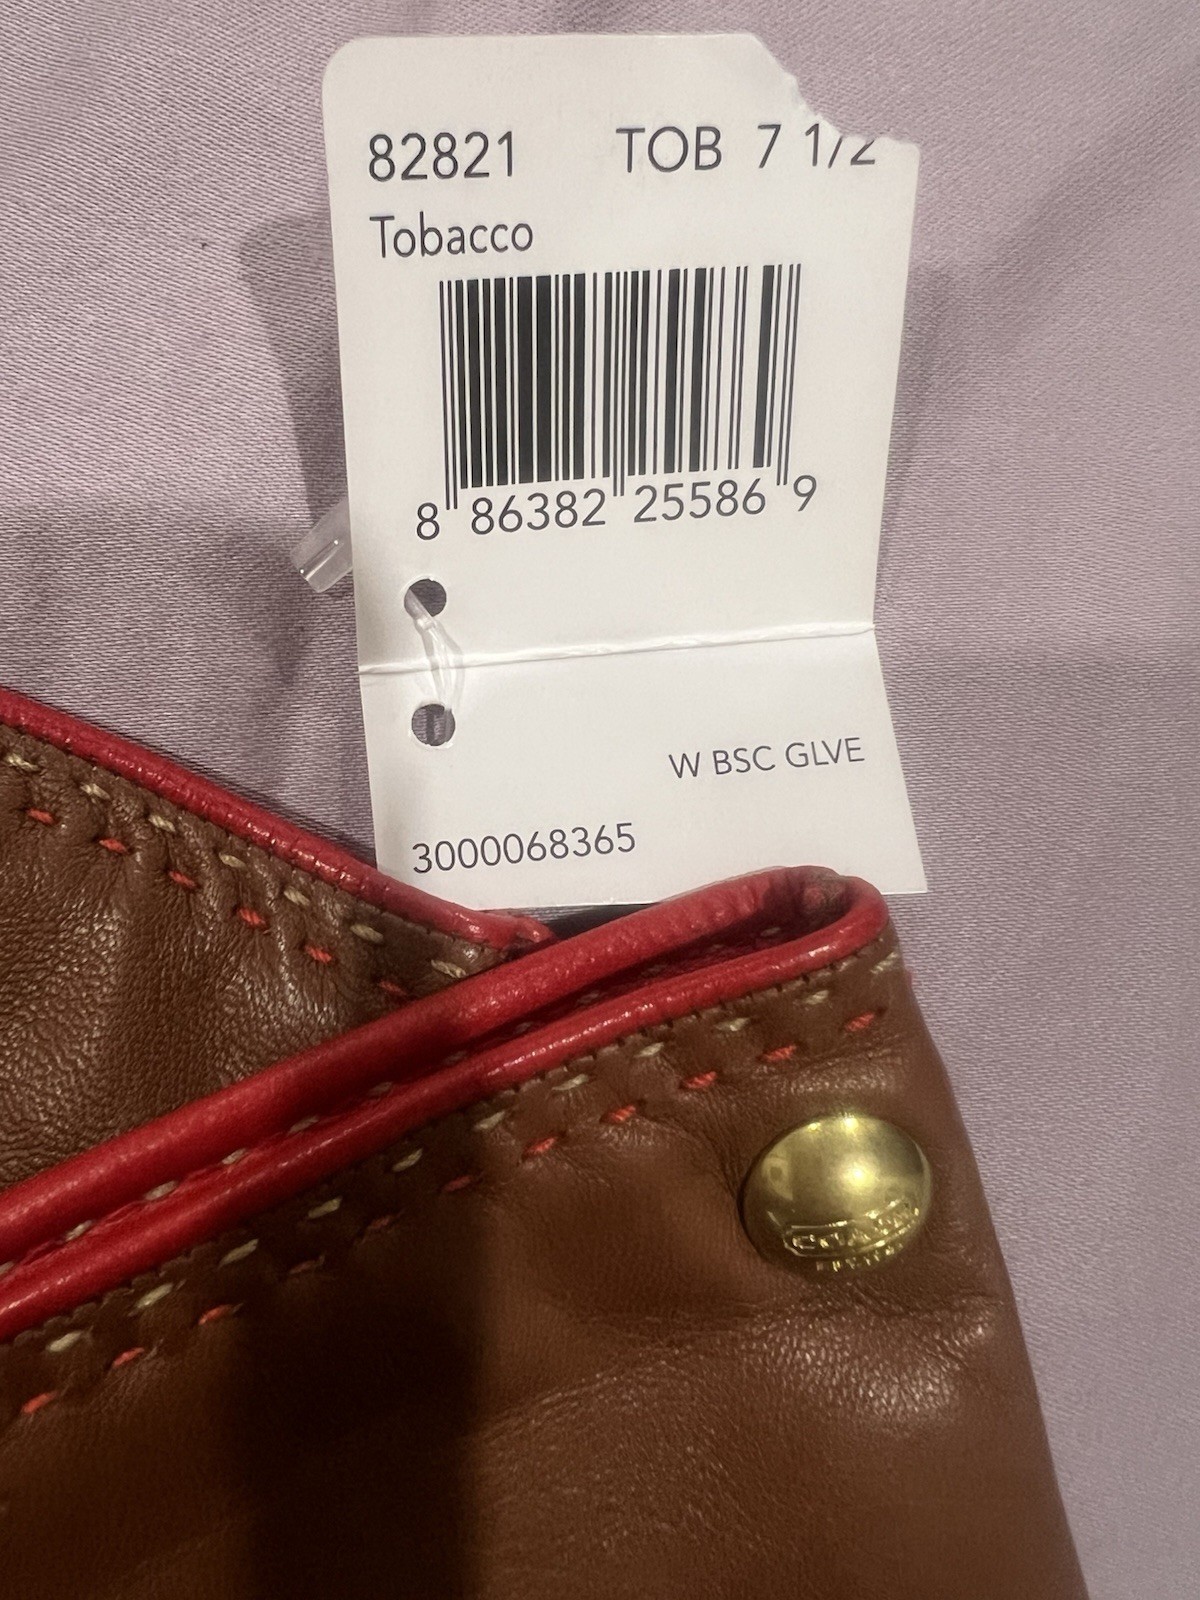 82821 TOB 7 1/2
Tobacco
8 86382 25586 9
W BSC GLVE
3000068365
COACH